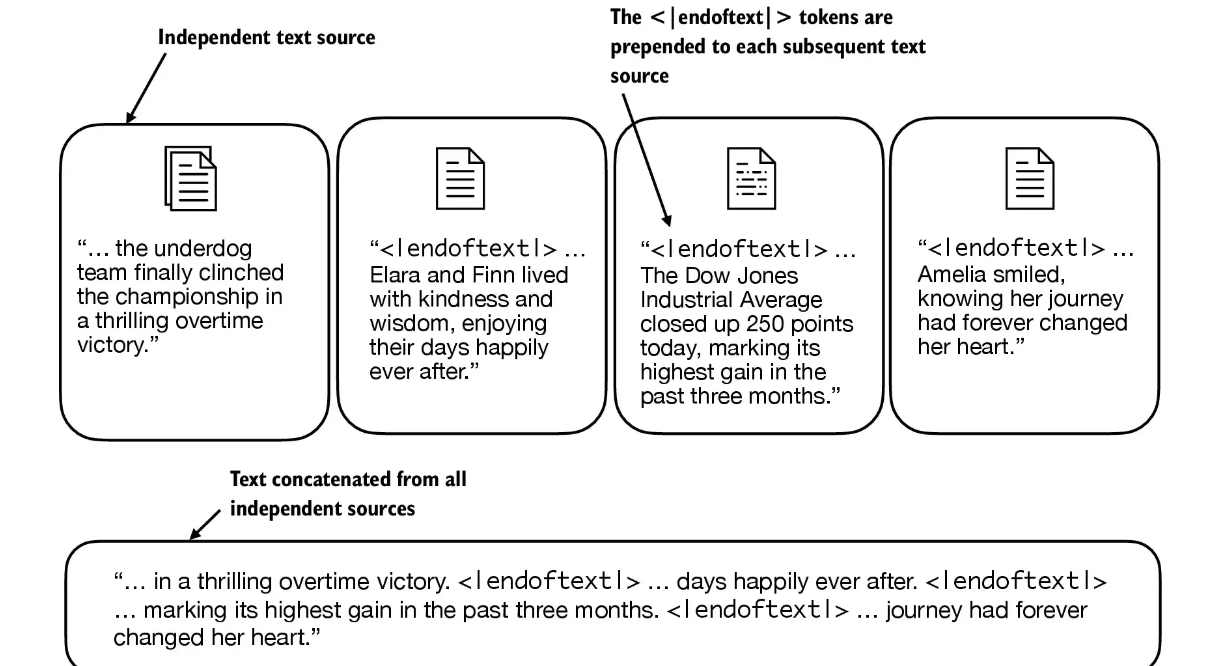 Independent text source
The <|endoftext|> tokens are
prepended to each subsequent text
source
“… the underdog
team finally clinched
the championship in
a thrilling overtime
victory.”
“<|endoftext|> …
Elara and Finn lived
with kindness and
wisdom, enjoying
their days happily
ever after.”
“<|endoftext|> …
The Dow Jones
Industrial Average
closed up 250 points
today, marking its
highest gain in the
past three months.”
“<|endoftext|> …
Amelia smiled,
knowing her journey
had forever changed
her heart.”
Text concatenated from all
independent sources
“… in a thrilling overtime victory. <|endoftext|> … days happily ever after. <|endoftext|>
… marking its highest gain in the past three months. <|endoftext|> … journey had forever
changed her heart.”